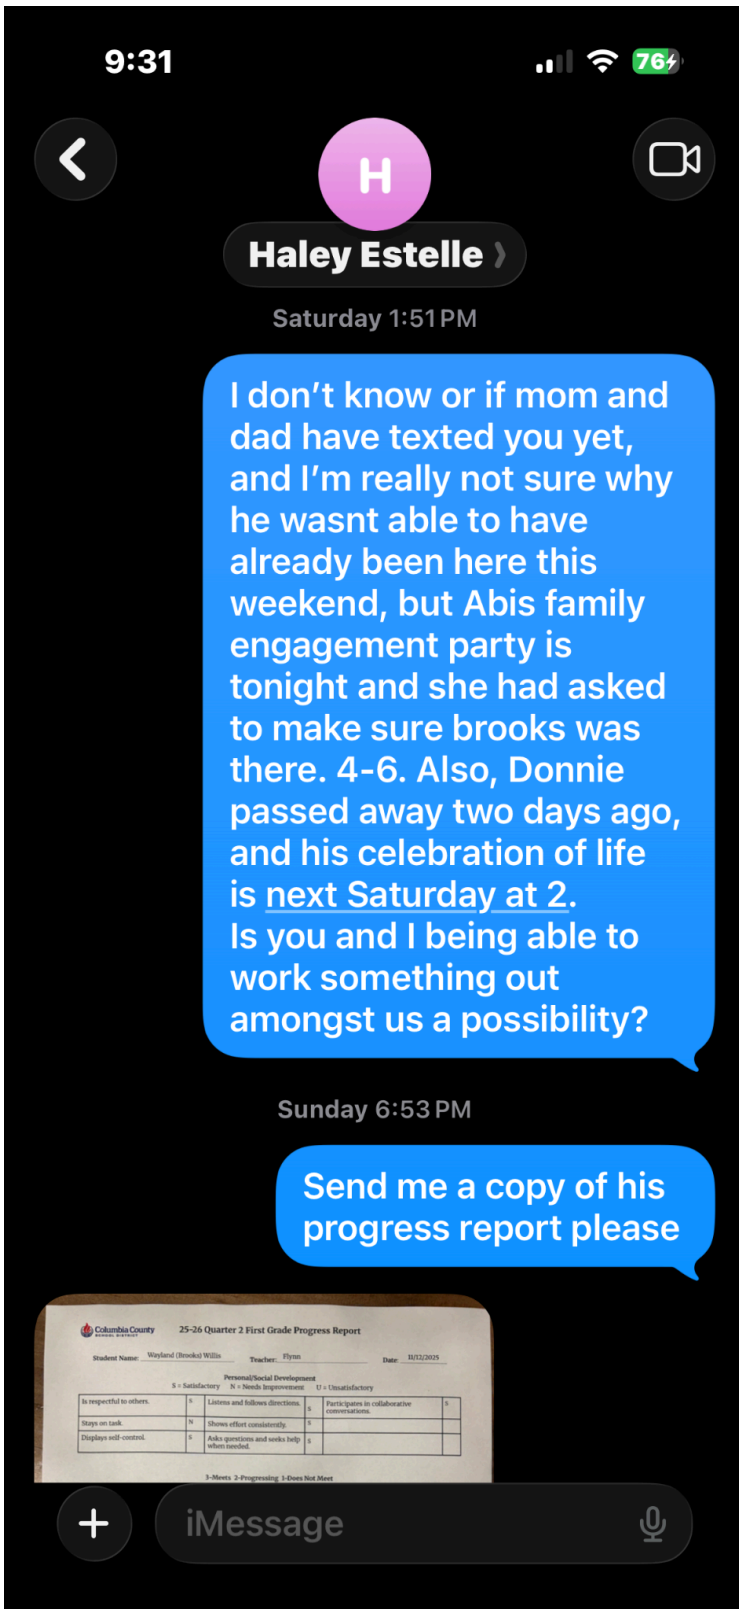 9:31
76
H
Haley Estelle
Saturday 1:51 PM
I don’t know or if mom and
dad have texted you yet,
and I’m really not sure why
he wasnt able to have
already been here this
weekend, but Abis family
engagement party is
tonight and she had asked
to make sure brooks was
there. 4-6. Also, Donnie
passed away two days ago,
and his celebration of life
is next Saturday at 2.
Is you and I being able to
work something out
amongst us a possibility?
Sunday 6:53 PM
Send me a copy of his
progress report please
Columbia County
SCHOOL DISTRICT
25-26 Quarter 2 First Grade Progress Report
Student Name: Wayland (Brooks) Willis Teacher: Flynn Date 11/12/2025
Personal/Social Development
S = Satisfactory N = Needs Improvement U = Unsatisfactory
Is respectful to others. S Listens and follows directions. S Participates in collaborative conversations. S
Stays on task. N Shows effort consistently. S
Displays self-control. S Asks questions and seeks help when needed. S
3-Meets 2-Progressing 1-Does Not Meet
iMessage